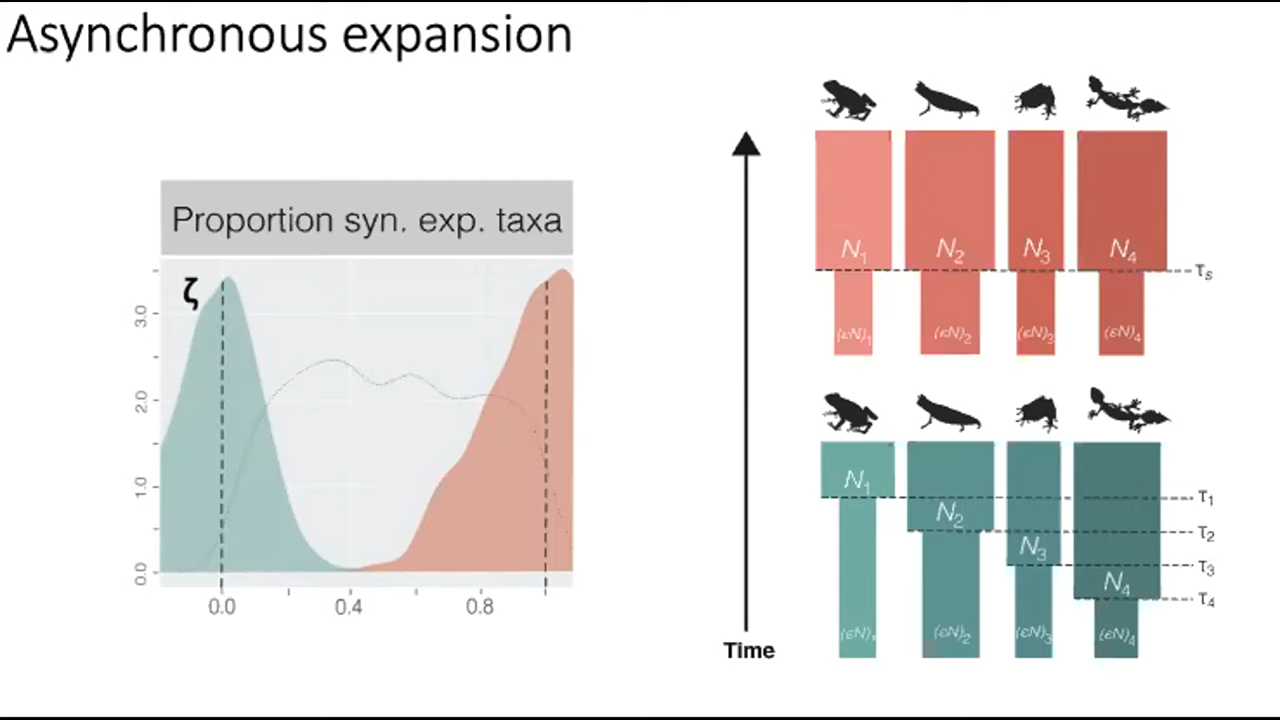 Asynchronous expansion
Proportion syn. exp. taxa
ζ
3.0
2.0
1.0
0.0
0.0 0.4 0.8
N1 N2 N3 N4
τs
(εN)1 (εN)2 (εN)3 (εN)4
N1
τ1
N2
τ2
N3
τ3
N4
τ4
(εN) (εN)2 (εN)3 (εN)4
Time